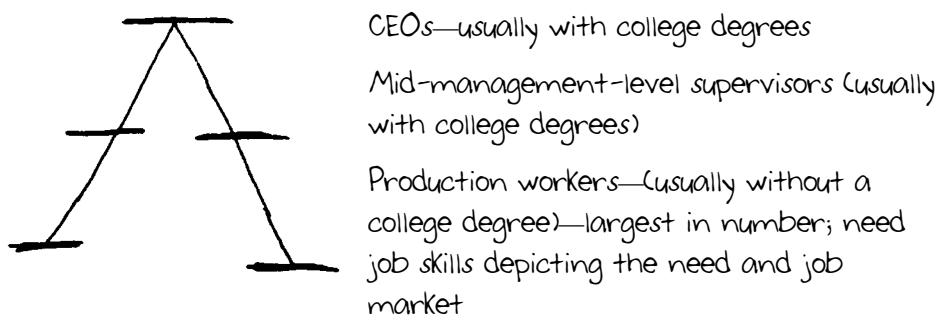 CEOs—usually with college degrees
Mid-management-level supervisors (usually
with college degrees)
Production workers—(usually without a
college degree)—largest in number; need
job skills depicting the need and job
market